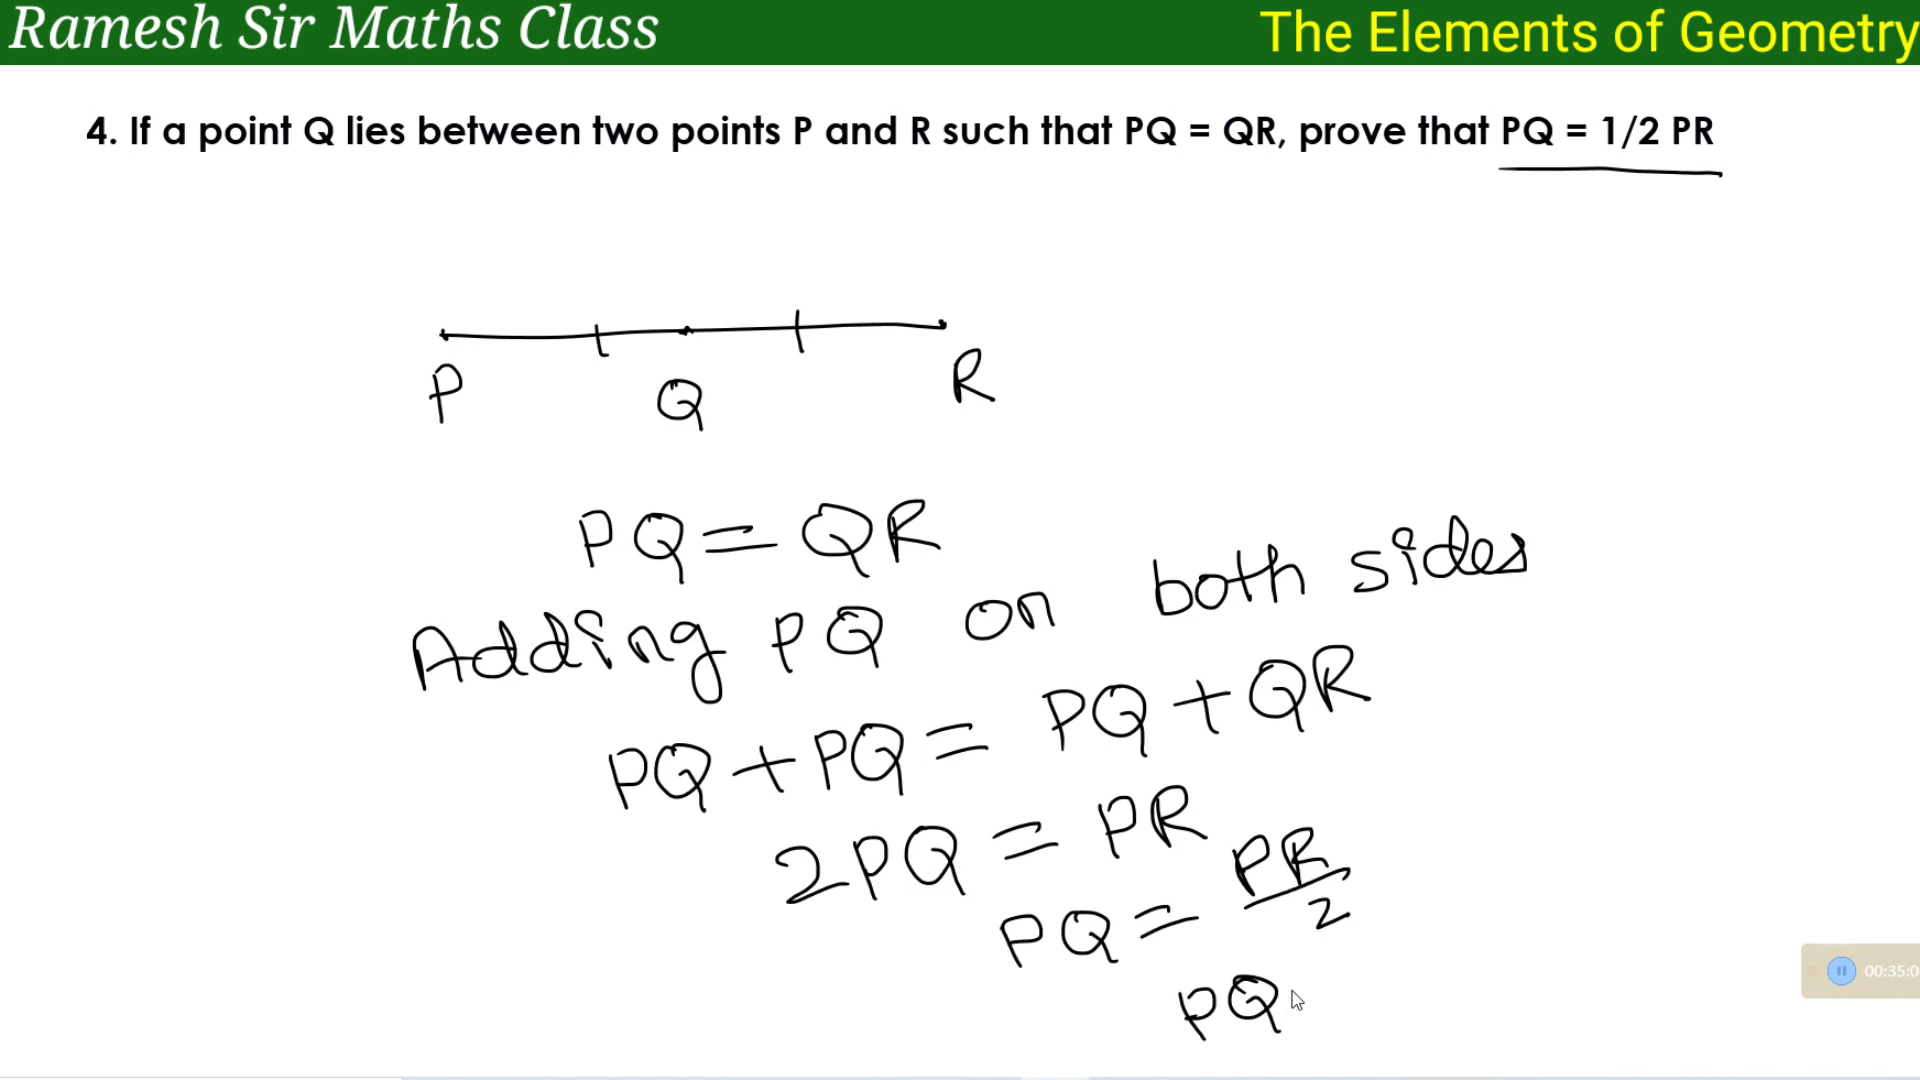 Ramesh Sir Maths Class
The Elements of Geometry
4. If a point Q lies between two points P and R such that PQ = QR, prove that PQ = 1/2 PR
P Q R
PQ = QR
Adding PQ on both sides
PQ + PQ = PQ + QR
2PQ = PR
PQ = PR/2
PQ
00:35:0